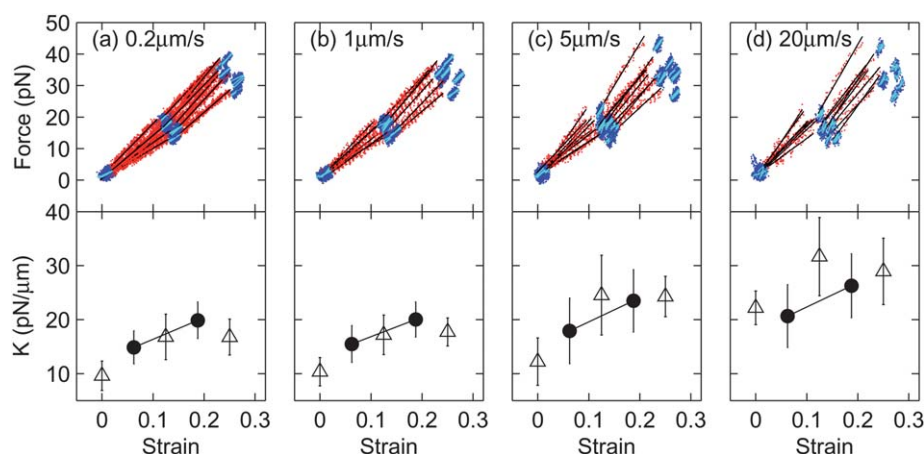 (a) 0.2μm/s (b) 1μm/s (c) 5μm/s (d) 20μm/s
Force (pN)
50
40
30
20
10
0
K (pN/μm)
40
30
20
10
0 0.1 0.2 0.3 0 0.1 0.2 0.3 0 0.1 0.2 0.3 0 0.1 0.2 0.3
Strain Strain Strain Strain